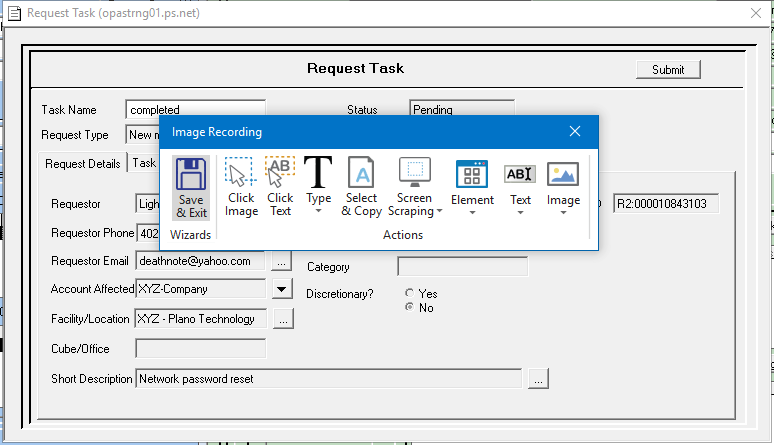 Request Task (opastrng01.ps.net)
Request Task
Submit
Task Name completed Status Pending
Request Type New
Image Recording
Request Details Task
Save & Exit
Click Image
Click Text
Type
Select & Copy
Screen Scraping
Element
Text
Image
Wizards Actions
Requestor Ligh
R2:000010843103
Requestor Phone 402
Requestor Email deathnote@yahoo.com ...
Category
Account Affected XYZ-Company
Discretionary? Yes
No
Facility/Location XYZ - Plano Technology ...
Cube/Office
Short Description Network password reset ...